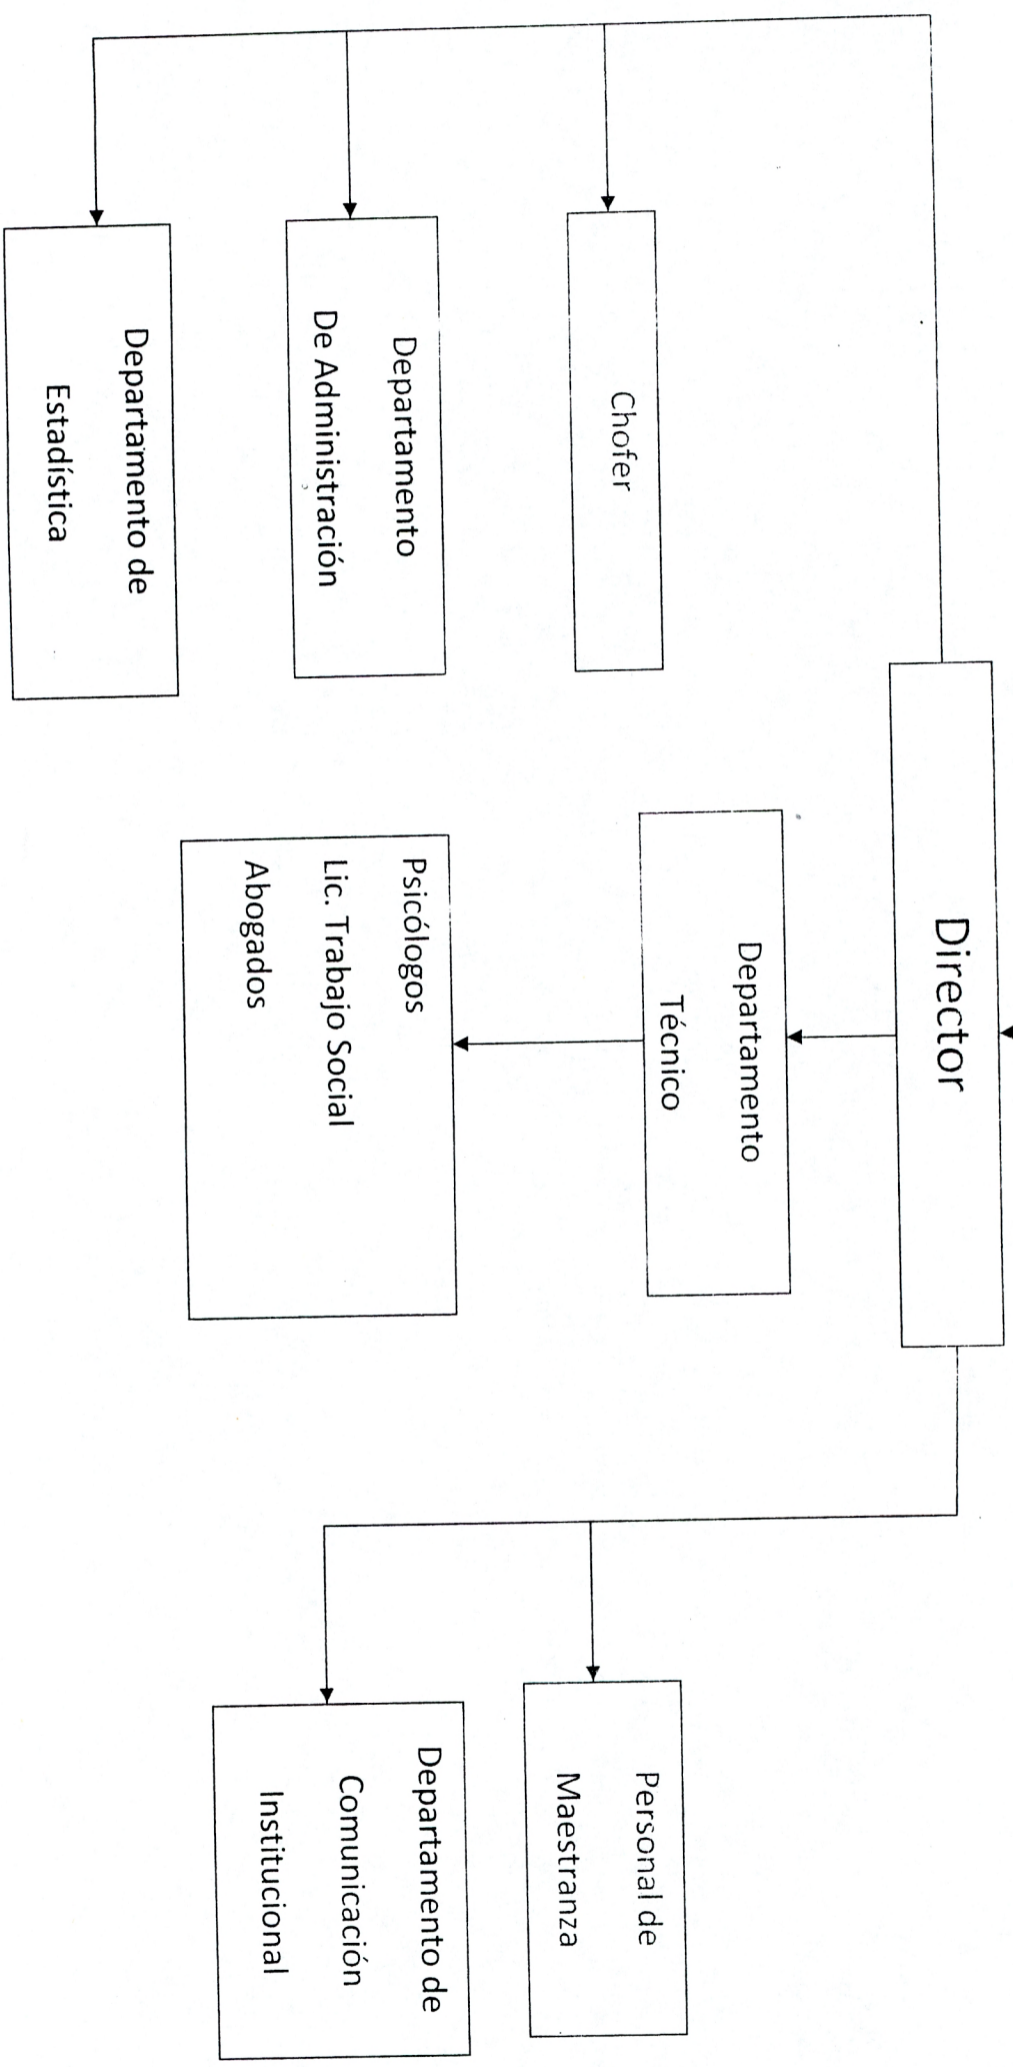 Director
Chofer
Departamento
De Administración
Departamento de
Estadística
Departamento
Técnico
Psicólogos
Lic. Trabajo Social
Abogados
Personal de
Maestranza
Departamento de
Comunicación
Institucional